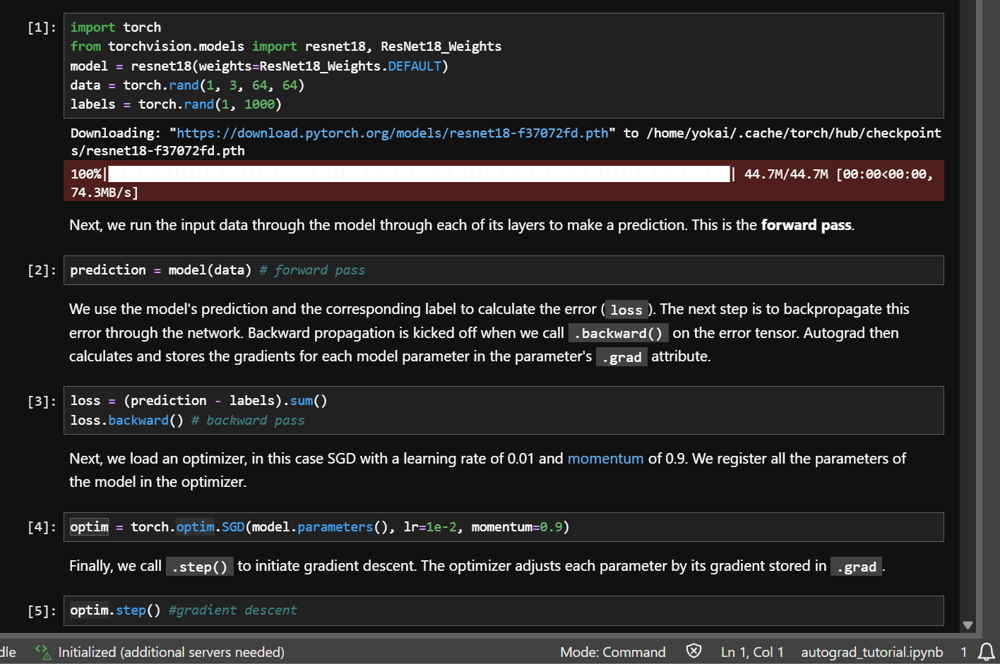 [1]: import torch
from torchvision.models import resnet18, ResNet18_Weights
model = resnet18(weights=ResNet18_Weights.DEFAULT)
data = torch.rand(1, 3, 64, 64)
labels = torch.rand(1, 1000)
Downloading: "https://download.pytorch.org/models/resnet18-f37072fd.pth" to /home/yokai/.cache/torch/hub/checkpoint
s/resnet18-f37072fd.pth
100%|██████████| 44.7M/44.7M [00:00<00:00,
74.3MB/s]
Next, we run the input data through the model through each of its layers to make a prediction. This is the forward pass.
[2]: prediction = model(data) # forward pass
We use the model's prediction and the corresponding label to calculate the error (loss). The next step is to backpropagate this
error through the network. Backward propagation is kicked off when we call .backward() on the error tensor. Autograd then
calculates and stores the gradients for each model parameter in the parameter's .grad attribute.
[3]: loss = (prediction - labels).sum()
loss.backward() # backward pass
Next, we load an optimizer, in this case SGD with a learning rate of 0.01 and momentum of 0.9. We register all the parameters of
the model in the optimizer.
[4]: optim = torch.optim.SGD(model.parameters(), lr=1e-2, momentum=0.9)
Finally, we call .step() to initiate gradient descent. The optimizer adjusts each parameter by its gradient stored in .grad.
[5]: optim.step() #gradient descent
dle Initialized (additional servers needed) Mode: Command Ln 1, Col 1 autograd_tutorial.ipynb 1